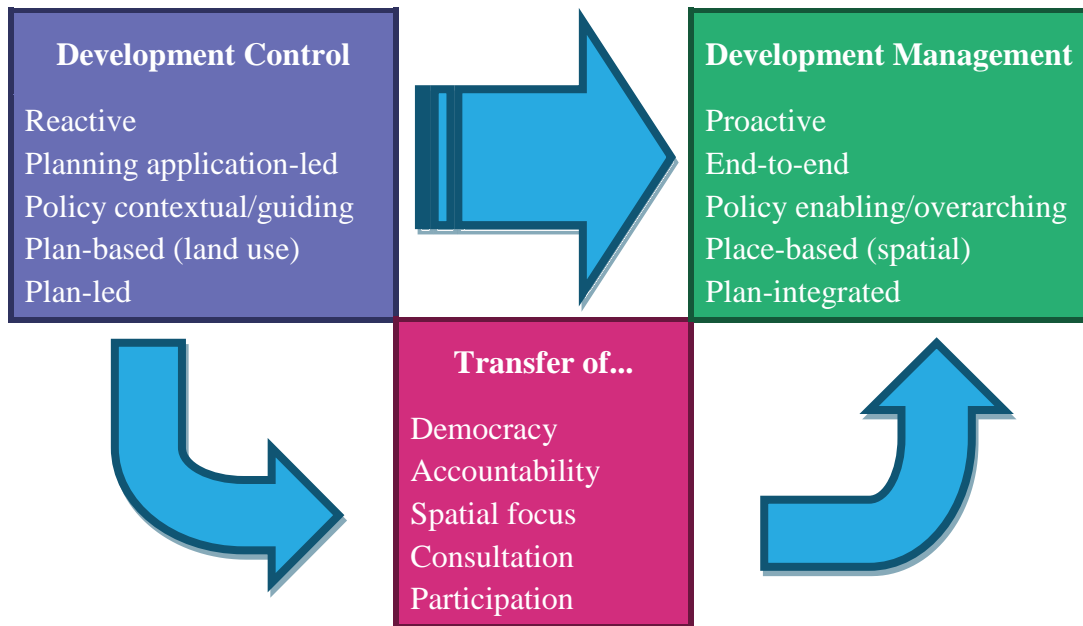 Development Control
Reactive
Planning application-led
Policy contextual/guiding
Plan-based (land use)
Plan-led
Development Management
Proactive
End-to-end
Policy enabling/overarching
Place-based (spatial)
Plan-integrated
Transfer of...
Democracy
Accountability
Spatial focus
Consultation
Participation